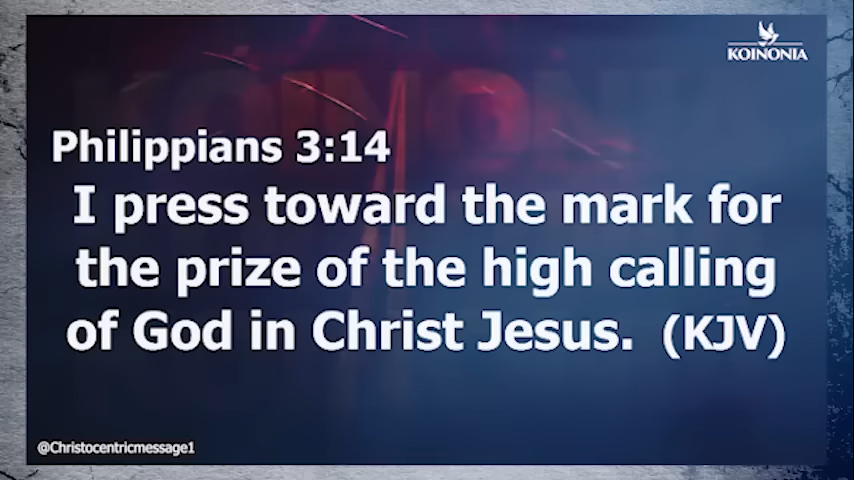 KOINONIA
Philippians 3:14
I press toward the mark for
the prize of the high calling
of God in Christ Jesus. (KJV)
@Christocentricmessage1